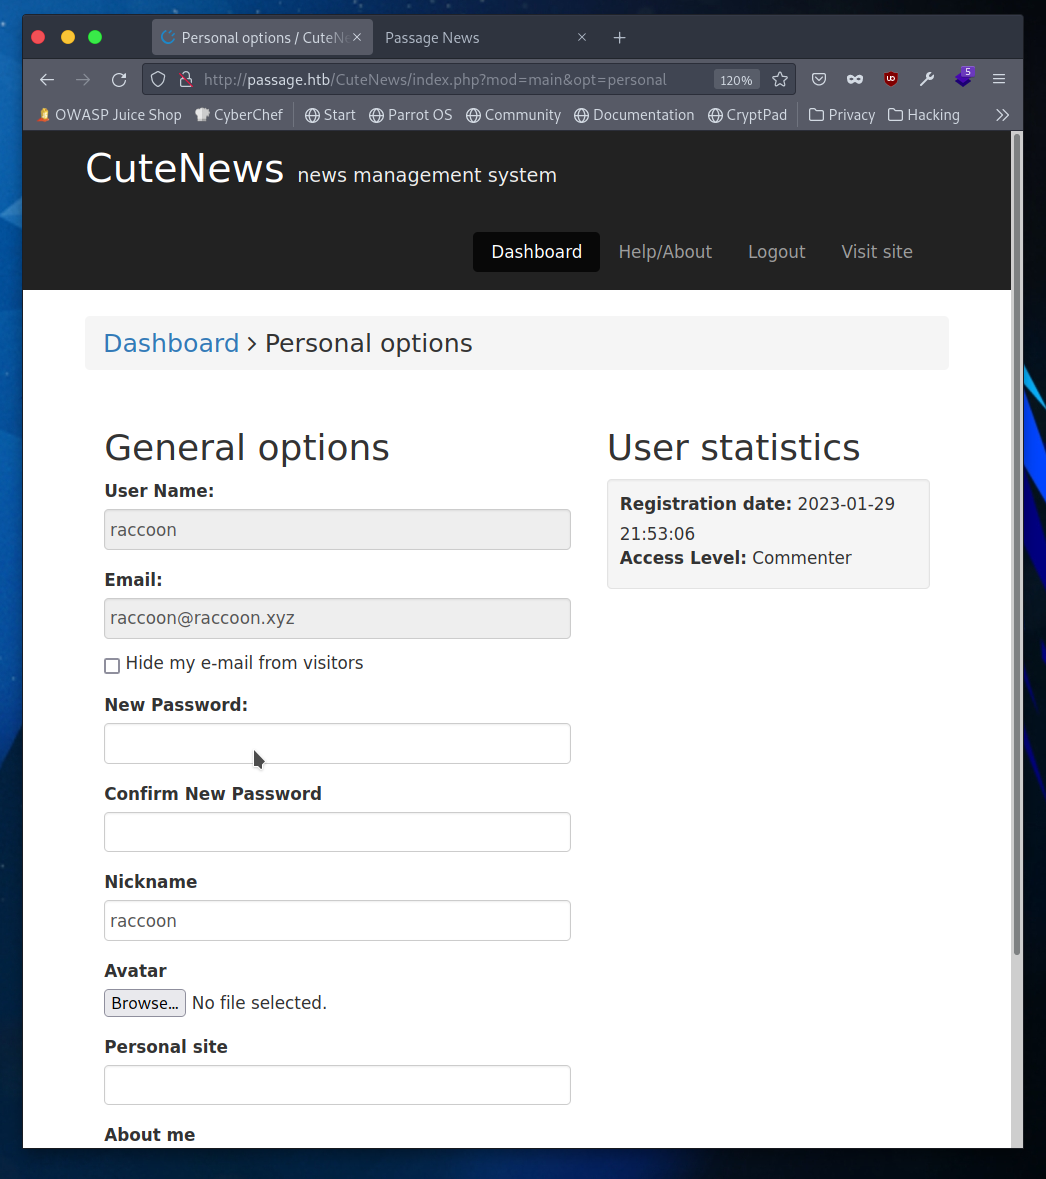 Personal options / CuteNe
Passage News
http://passage.htb/CuteNews/index.php?mod=main&opt=personal
120%
5
OWASP Juice Shop
CyberChef
Start
Parrot OS
Community
Documentation
CryptPad
Privacy
Hacking
CuteNews news management system
Dashboard
Help/About
Logout
Visit site
Dashboard > Personal options
General options
User Name:
raccoon
Email:
raccoon@raccoon.xyz
Hide my e-mail from visitors
New Password:
Confirm New Password
Nickname
raccoon
Avatar
Browse... No file selected.
Personal site
About me
User statistics
Registration date: 2023-01-29
21:53:06
Access Level: Commenter